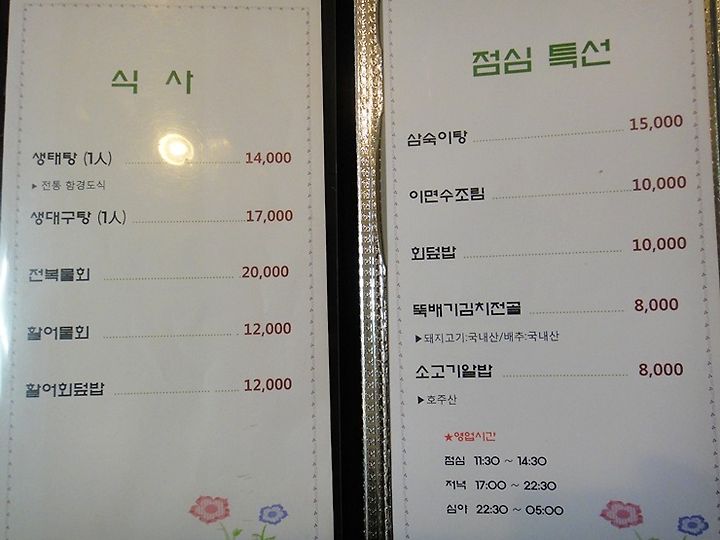 식 사
생태탕 (1人) 14,000
▶ 전통 함경도식
생대구탕 (1人) 17,000
전복물회 20,000
활어물회 12,000
활어회덮밥 12,000
점심 특선
삼숙이탕 15,000
이면수조림 10,000
회덮밥 10,000
뚝배기김치전골 8,000
▶돼지고기:국내산/배추:국내산
소고기알밥 8,000
▶호주산
★영업시간
점심 11:30 ~ 14:30
저녁 17:00 ~ 22:30
심야 22:30 ~ 05:00